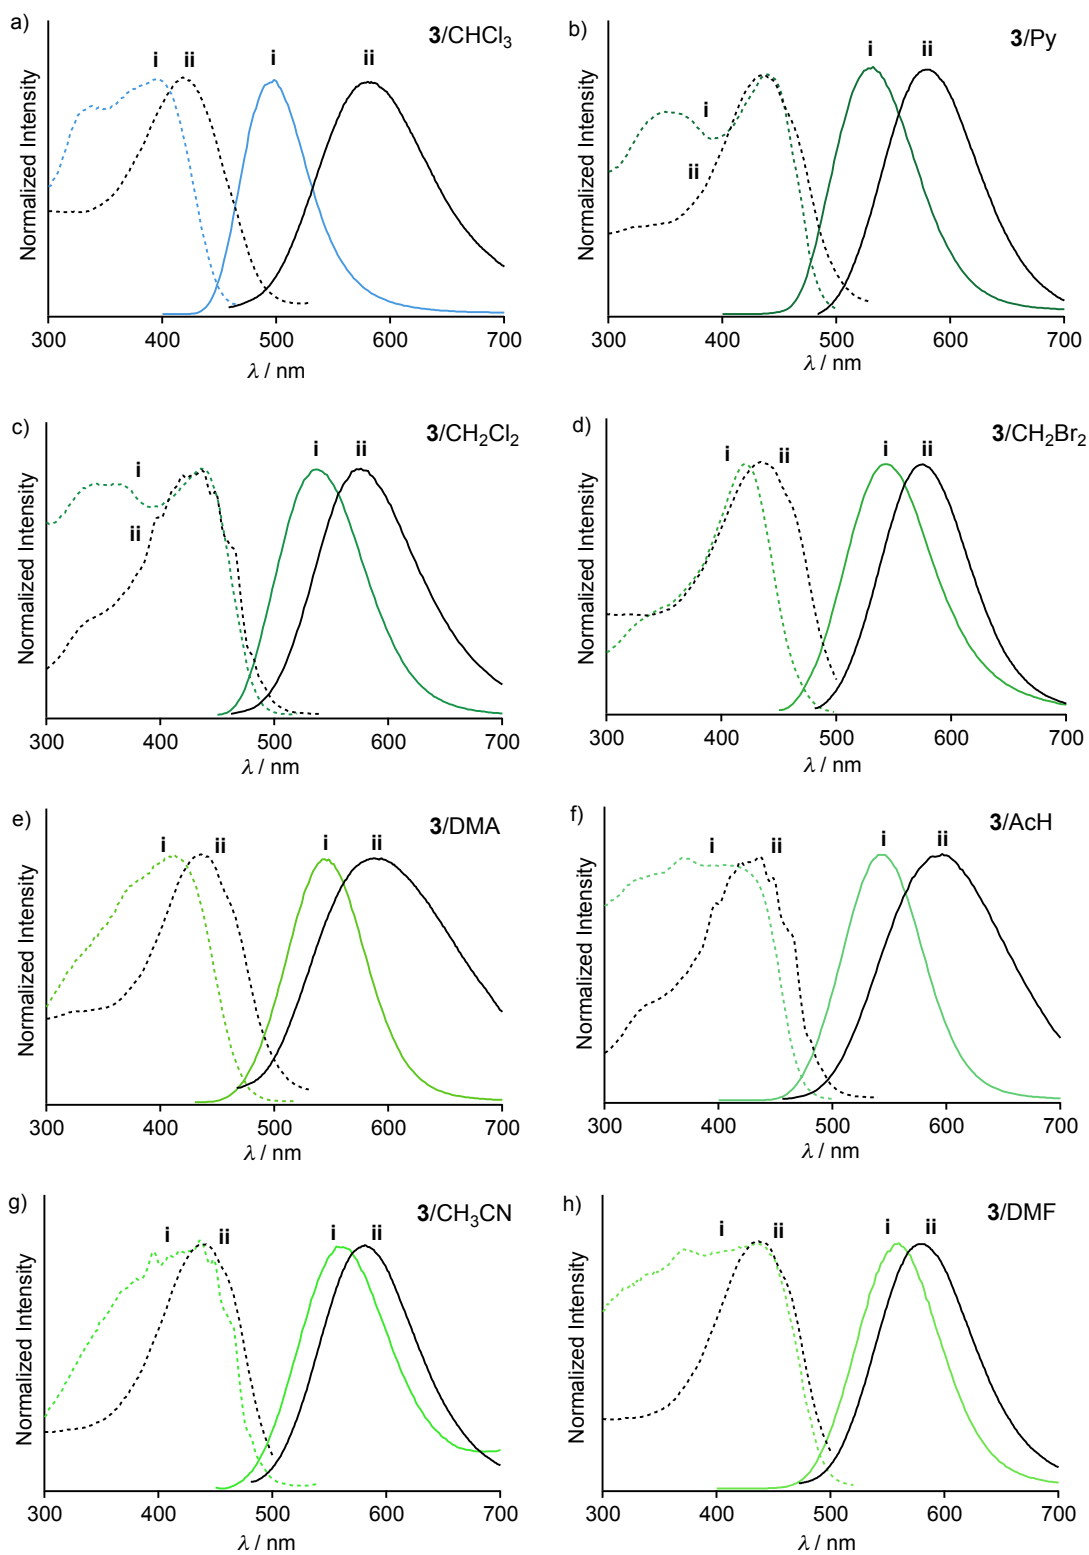 a)
3/CHCl3
i ii i ii
Normalized Intensity
300 400 500 600 700
λ / nm
b)
3/Py
i ii i ii
Normalized Intensity
300 400 500 600 700
λ / nm
c)
3/CH2Cl2
i ii i ii
Normalized Intensity
300 400 500 600 700
λ / nm
d)
3/CH2Br2
i ii i ii
Normalized Intensity
300 400 500 600 700
λ / nm
e)
3/DMA
i ii i ii
Normalized Intensity
300 400 500 600 700
λ / nm
f)
3/AcH
i ii i ii
Normalized Intensity
300 400 500 600 700
λ / nm
g)
3/CH3CN
i ii i ii
Normalized Intensity
300 400 500 600 700
λ / nm
h)
3/DMF
i ii i ii
Normalized Intensity
300 400 500 600 700
λ / nm